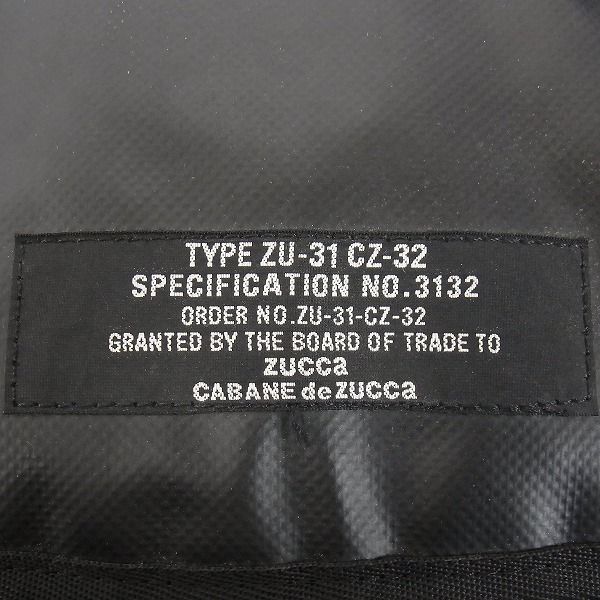 TYPE ZU-31 CZ-32
SPECIFICATION NO.3132
ORDER NO.ZU-31-CZ-32
GRANTED BY THE BOARD OF TRADE TO
zucca
CABANE de zucca